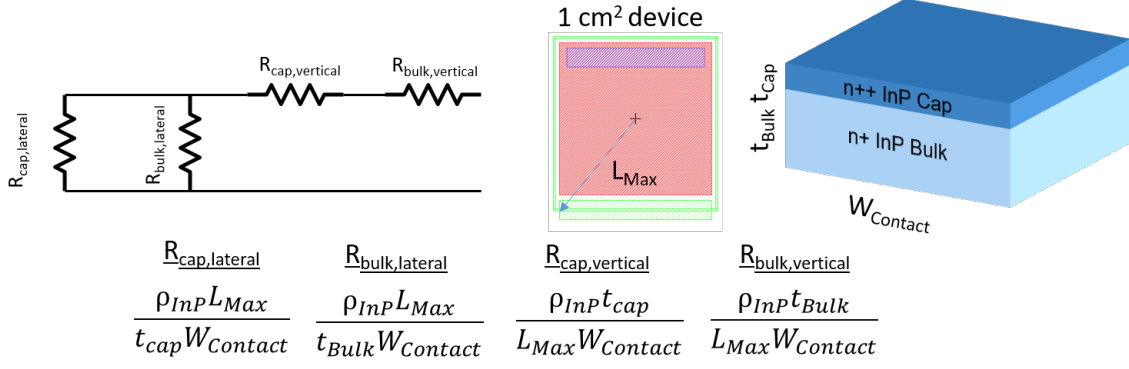 1 cm² device
R_cap,vertical
R_bulk,vertical
R_cap,lateral
R_bulk,lateral
L_Max
t_Bulk t_Cap
n++ InP Cap
n+ InP Bulk
W_Contact
R_cap,lateral R_bulk,lateral R_cap,vertical R_bulk,vertical
ρ_InP L_Max / t_cap W_Contact ρ_InP L_Max / t_Bulk W_Contact ρ_InP t_cap / L_Max W_Contact ρ_InP t_Bulk / L_Max W_Contact